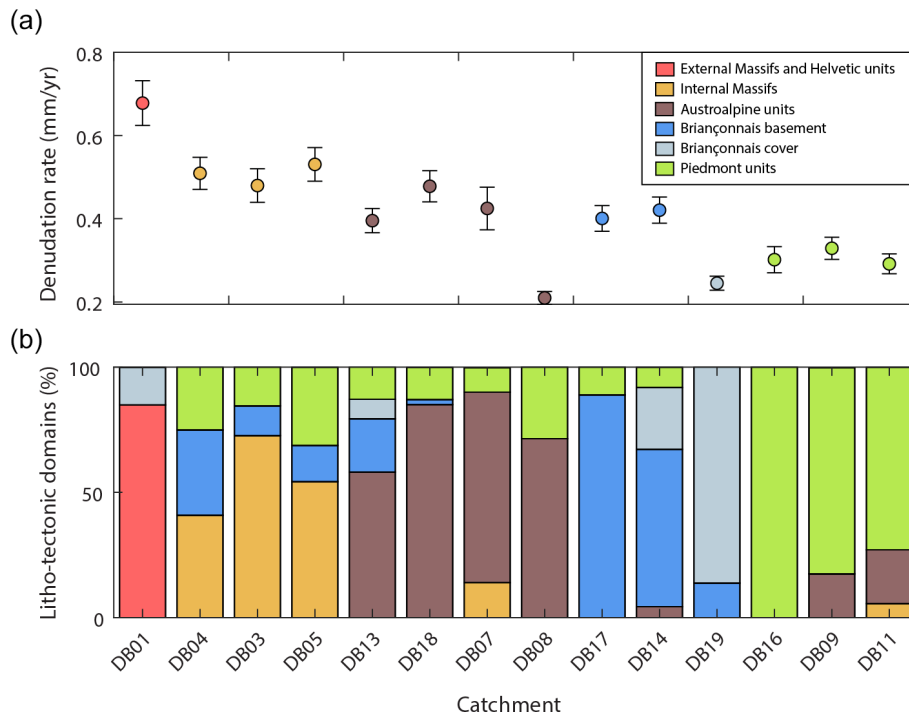 (a)
Denudation rate (mm/yr)
0.8
0.6
0.4
0.2
External Massifs and Helvetic units
Internal Massifs
Austroalpine units
Briançonnais basement
Briançonnais cover
Piedmont units
(b)
Litho-tectonic domains (%)
100
50
0
DB01 DB04 DB03 DB05 DB13 DB18 DB07 DB08 DB17 DB14 DB19 DB16 DB09 DB11
Catchment